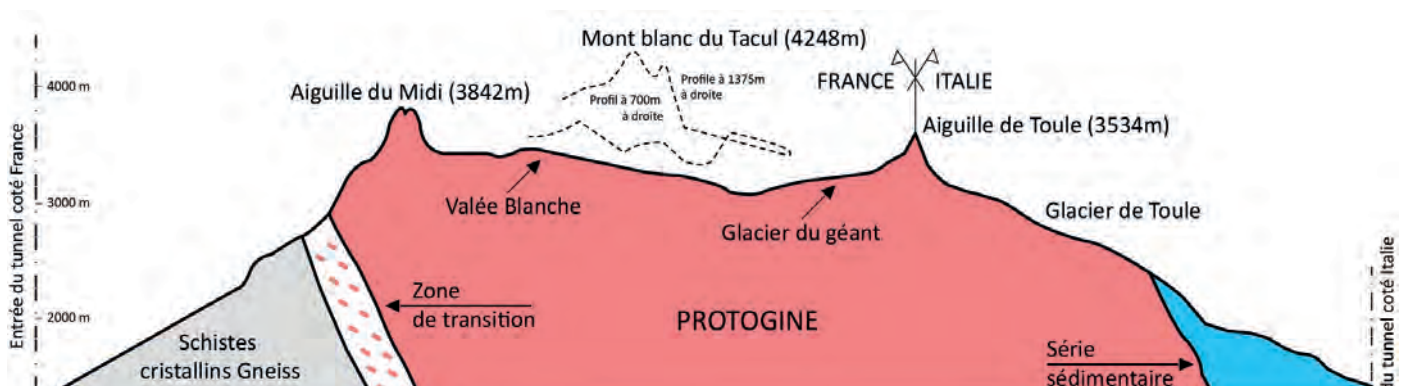 Mont blanc du Tacul (4248m)
4000 m
Aiguille du Midi (3842m)
Profile à 1375m
à droite
Profil à 700m
à droite
FRANCE
ITALIE
Aiguille de Toule (3534m)
Entrée du tunnel coté France
3000 m
Valée Blanche
Glacier du géant
Glacier de Toule
2000 m
Zone
de transition
PROTOGINE
Schistes
cristallins Gneiss
Série
sédimentaire
du tunnel coté Italie